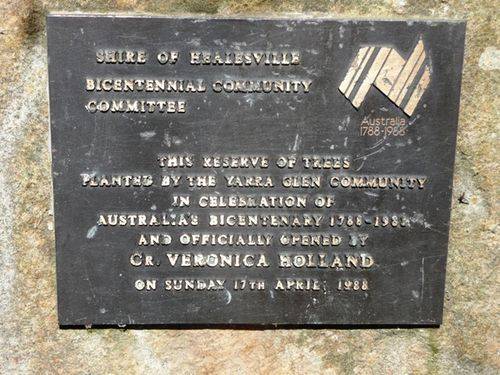 SHIRE OF HEALESVILLE
BICENTENNIAL COMMUNITY
COMMITTEE
Australia
1788-1988
THIS RESERVE OF TREES
PLANTED BY THE YARRA GLEN COMMUNITY
IN CELEBRATION OF
AUSTRALIA'S BICENTENARY 1788-1988
AND OFFICIALLY OPENED BY
CR. VERONICA HOLLAND
ON SUNDAY 17TH APRIL, 1988